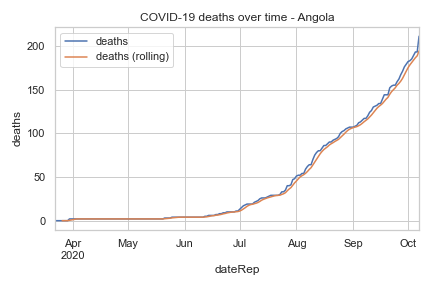 COVID-19 deaths over time - Angola
deaths
deaths (rolling)
200
150
100
50
0
deaths
Apr
2020
May
Jun
Jul
Aug
Sep
Oct
dateRep